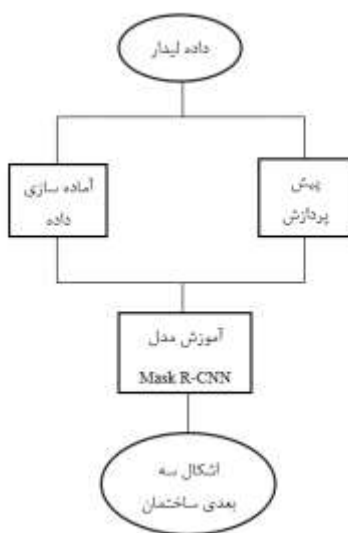 داده لیدار
پیش
پردازش
آماده سازی
داده
آموزش مدل
Mask R-CNN
اشکال سه
بعدی ساختمان